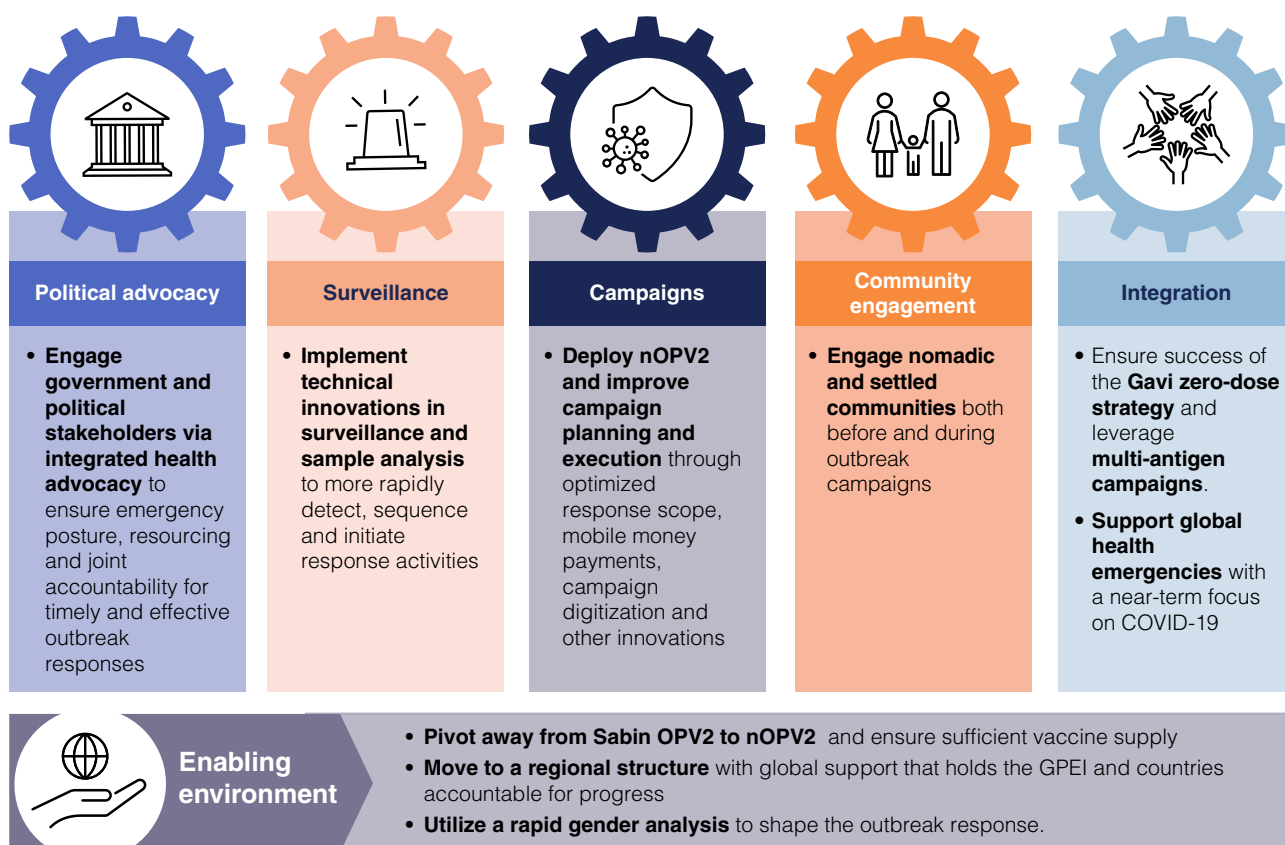 Political advocacy
• Engage
government and
political
stakeholders via
integrated health
advocacy to
ensure emergency
posture, resourcing
and joint
accountability for
timely and effective
outbreak
responses
Surveillance
• Implement
technical
innovations in
surveillance and
sample analysis
to more rapidly
detect, sequence
and initiate
response activities
Campaigns
• Deploy nOPV2
and improve
campaign
planning and
execution through
optimized
response scope,
mobile money
payments,
campaign
digitization and
other innovations
Community
engagement
• Engage nomadic
and settled
communities both
before and during
outbreak
campaigns
Integration
• Ensure success of
the Gavi zero-dose
strategy and
leverage
multi-antigen
campaigns.
• Support global
health
emergencies with
a near-term focus
on COVID-19
Enabling
environment
• Pivot away from Sabin OPV2 to nOPV2 and ensure sufficient vaccine supply
• Move to a regional structure with global support that holds the GPEI and countries
accountable for progress
• Utilize a rapid gender analysis to shape the outbreak response.